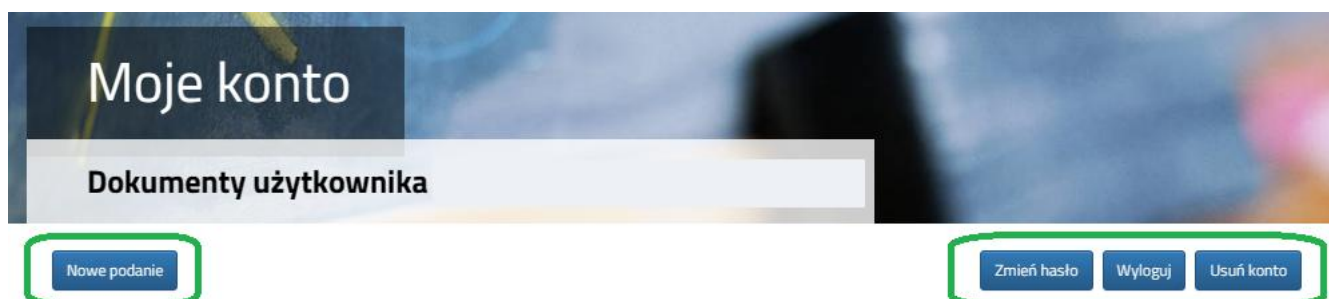 Moje konto
Dokumenty użytkownika
Nowe podanie Zmień hasło Wyloguj Usuń konto